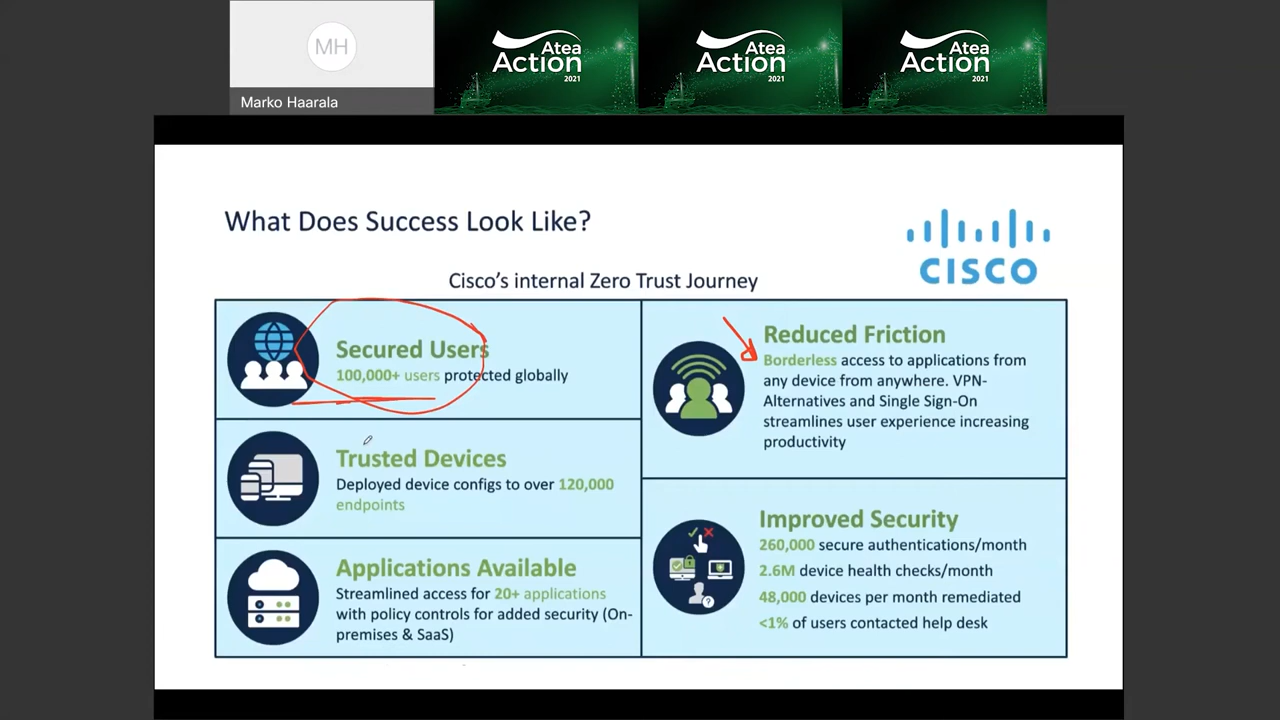 MH
Marko Haarala
Atea
Action
2021
Atea
Action
2021
Atea
Action
2021
What Does Success Look Like?
CISCO
Cisco's internal Zero Trust Journey
Secured Users
100,000+ users protected globally
Trusted Devices
Deployed device configs to over 120,000
endpoints
Applications Available
Streamlined access for 20+ applications
with policy controls for added security (On-
premises & SaaS)
Reduced Friction
Borderless access to applications from
any device from anywhere. VPN-
Alternatives and Single Sign-On
streamlines user experience increasing
productivity
Improved Security
260,000 secure authentications/month
2.6M device health checks/month
48,000 devices per month remediated
<1% of users contacted help desk